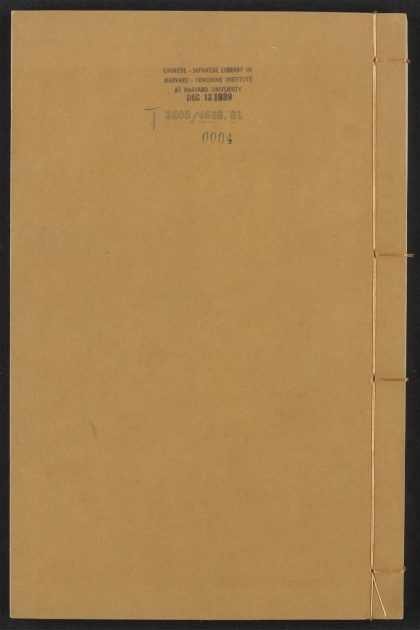 CHINESE - JAPANESE LIBRARY OF
HARVARD - YENCHING INSTITUTE
AT HARVARD UNIVERSITY
DEC 12 1939
T
0004